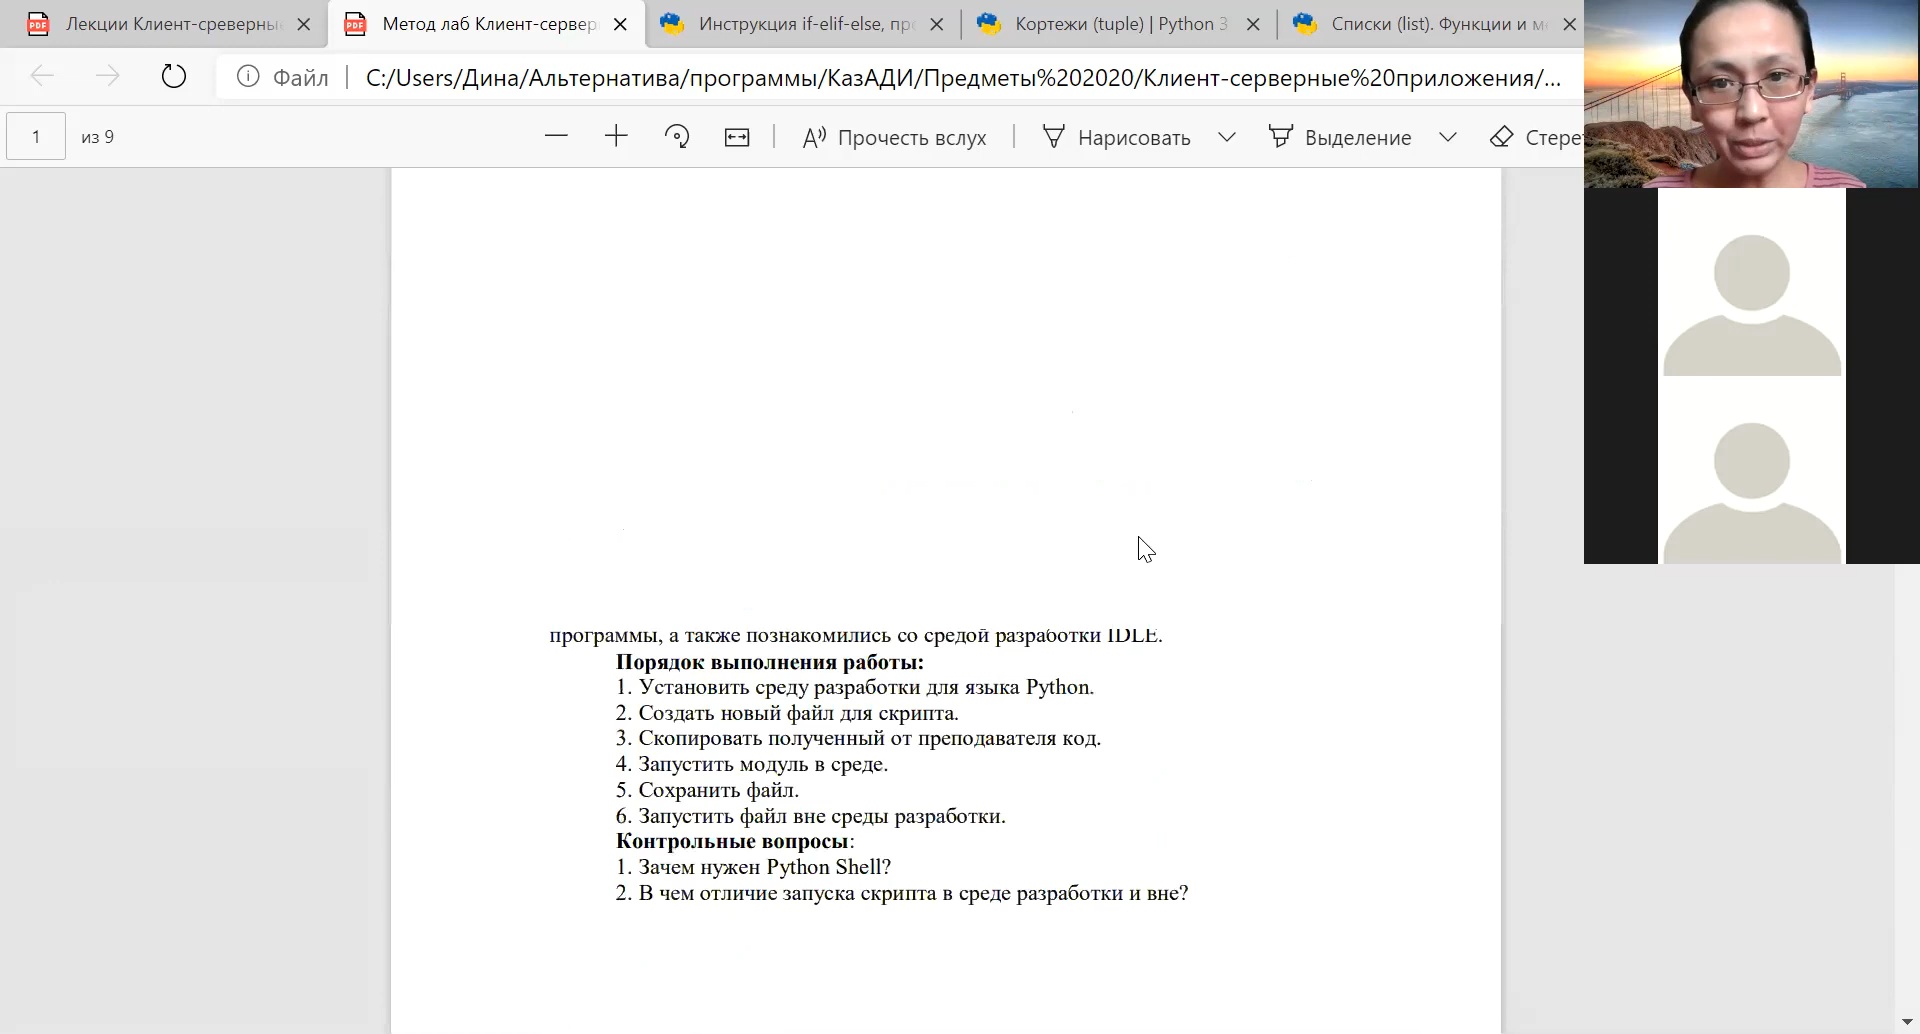 Лекции Клиент-среверные
Метод лаб Клиент-сервер
Инструкция if-elif-else, пр
Кортежи (tuple) | Python 3
Списки (list). Функции и м
Файл
C:/Users/Дина/Альтернатива/программы/КазАДИ/Предметы%202020/Клиент-серверные%20приложения/...
1
из 9
Прочесть вслух
Нарисовать
Выделение
Стере
программы, а также познакомились со средой разработки IDLE.
Порядок выполнения работы:
1. Установить среду разработки для языка Python.
2. Создать новый файл для скрипта.
3. Скопировать полученный от преподавателя код.
4. Запустить модуль в среде.
5. Сохранить файл.
6. Запустить файл вне среды разработки.
Контрольные вопросы:
1. Зачем нужен Python Shell?
2. В чем отличие запуска скрипта в среде разработки и вне?